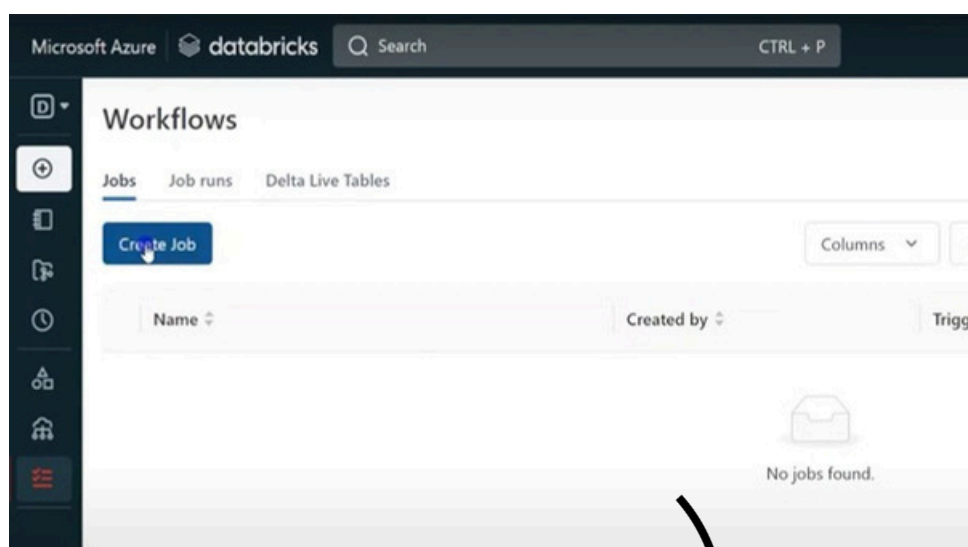 Microsoft Azure databricks Search CTRL + P
D
Workflows
Jobs Job runs Delta Live Tables
Create Job Columns
Name Created by Trigg
No jobs found.